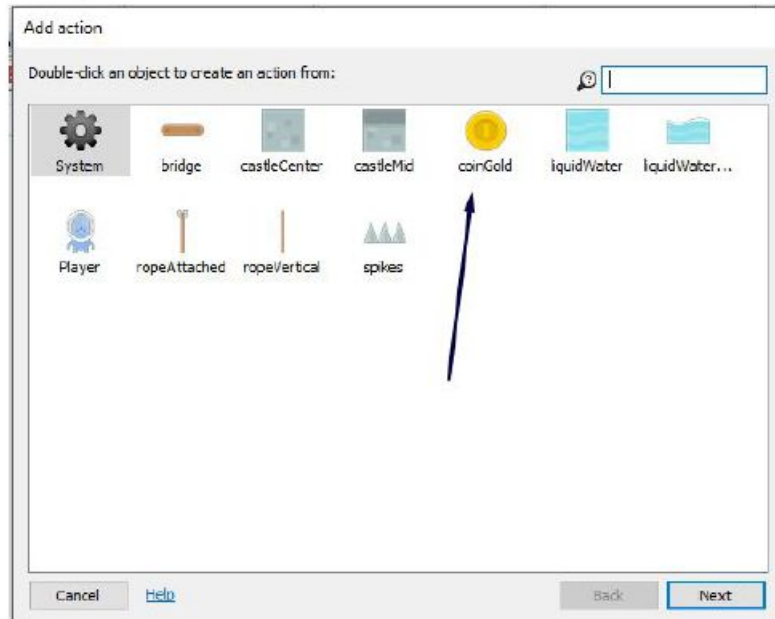 Add action
Double-click an object to create an action from:
System bridge castleCenter castleMid coinGold liquidWater liquidWater...
Player ropeAttached ropeVertical spikes
Cancel Help Back Next